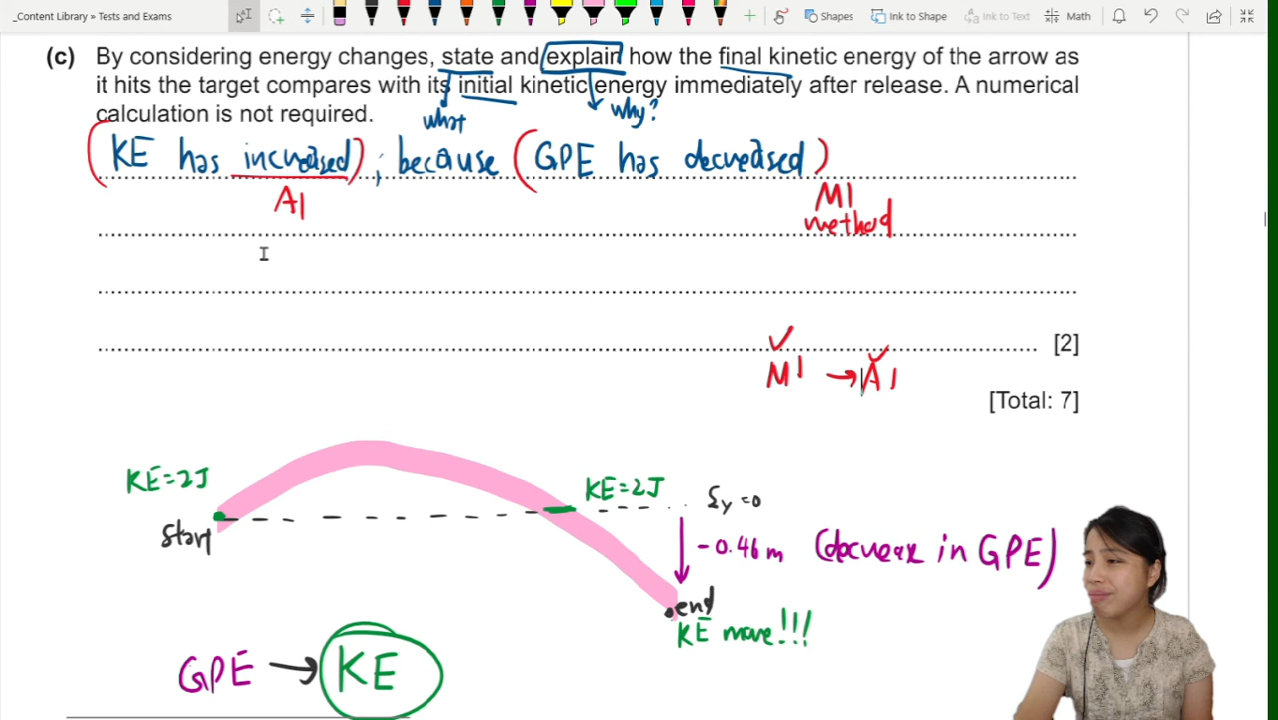 _Content Library » Tests and Exams
Shapes
Ink to Shape
Ink to Text
Math
(c) By considering energy changes, state and explain how the final kinetic energy of the arrow as
it hits the target compares with its initial kinetic energy immediately after release. A numerical
calculation is not required.
what
why?
(KE has increased); because (GPE has decreased)
A1
M1
method
[2]
M1 → A1
[Total: 7]
KE=2J
KE=2J
Start
Sy=0
-0.46 m (decrease in GPE)
end
KE more!!!
GPE → KE